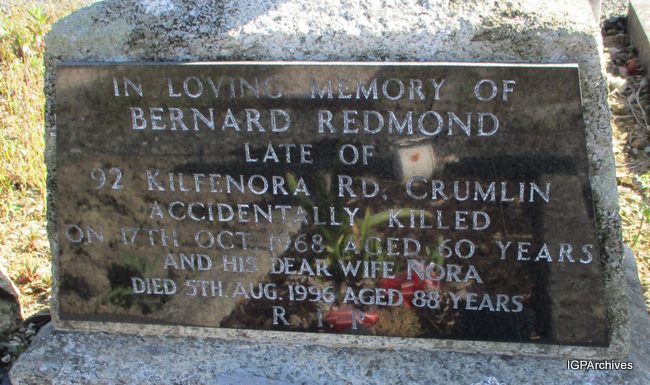 IN LOVING MEMORY OF
BERNARD REDMOND
LATE OF
92 KILFENORA RD, CRUMLIN
ACCIDENTALLY KILLED
ON 17TH OCT. 1968 AGED 60 YEARS
AND HIS DEAR WIFE NORA
DIED 5TH. AUG. 1996 AGED 88 YEARS
R I P
IGPArchives